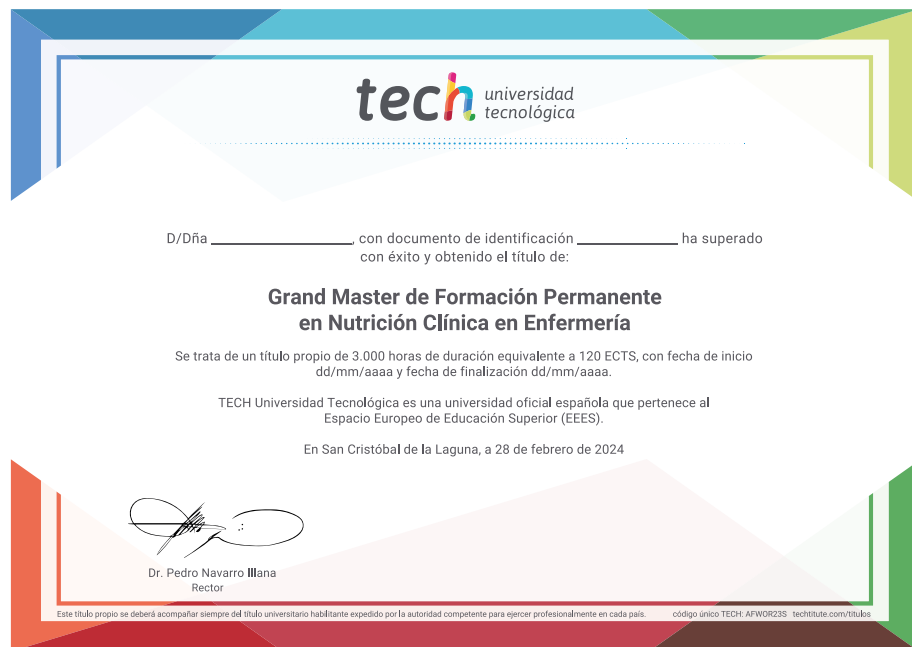 tech universidad
tecnológica
D/Dña ______________, con documento de identificación __________ ha superado
con éxito y obtenido el título de:
Grand Master de Formación Permanente
en Nutrición Clínica en Enfermería
Se trata de un título propio de 3.000 horas de duración equivalente a 120 ECTS, con fecha de inicio
dd/mm/aaaa y fecha de finalización dd/mm/aaaa.
TECH Universidad Tecnológica es una universidad oficial española que pertenece al
Espacio Europeo de Educación Superior (EEES).
En San Cristóbal de la Laguna, a 28 de febrero de 2024
Dr. Pedro Navarro Illana
Rector
Este título propio se deberá acompañar siempre del título universitario habilitante expedido por la autoridad competente para ejercer profesionalmente en cada país. código único TECH: AFWOR23S techtitute.com/titulos